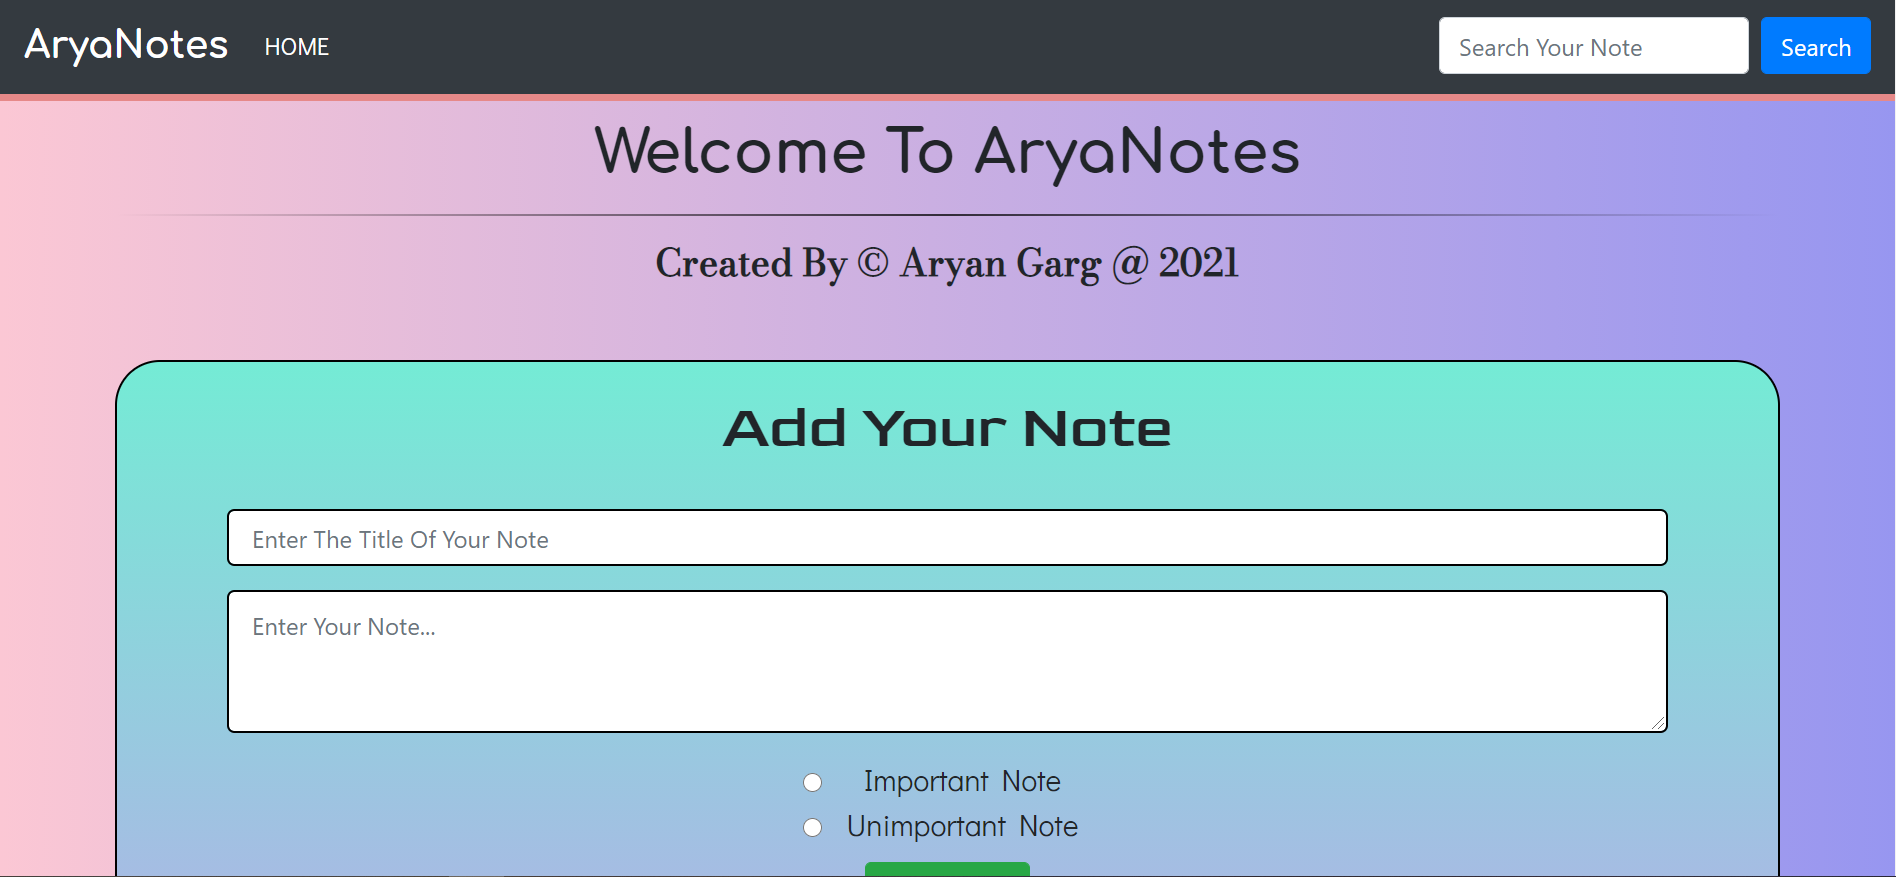 AryaNotes HOME Search Your Note Search
Welcome To AryaNotes
Created By © Aryan Garg @ 2021
Add Your Note
Enter The Title Of Your Note
Enter Your Note...
Important Note
Unimportant Note